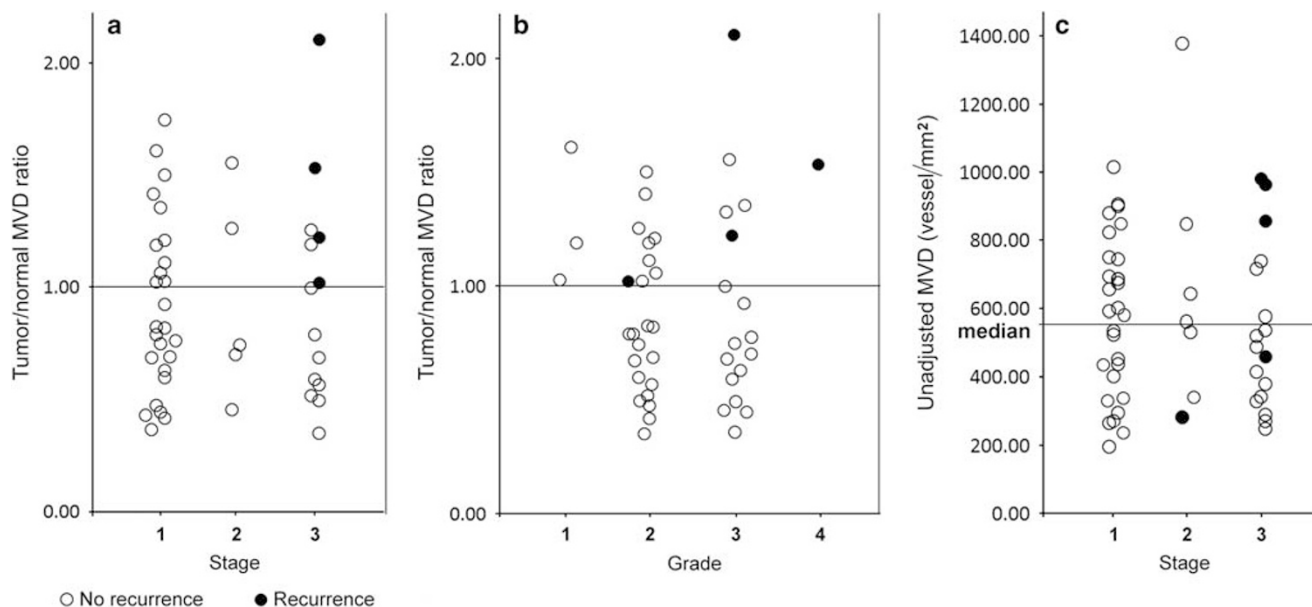 a
Tumor/normal MVD ratio
2.00
1.00
0.00
1 2 3
Stage
b
Tumor/normal MVD ratio
2.00
1.00
0.00
1 2 3 4
Grade
c
Unadjusted MVD (vessel/mm²)
1400.00
1200.00
1000.00
800.00
600.00
median
400.00
200.00
0.00
1 2 3
Stage
No recurrence Recurrence